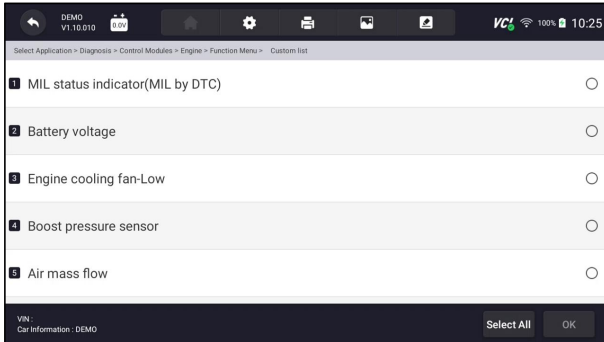 DEMO
V1.10.010
0.0V
VCI 100% 10:25
Select Application > Diagnosis > Control Modules > Engine > Function Menu > Custom list
1 MIL status indicator(MIL by DTC)
2 Battery voltage
3 Engine cooling fan-Low
4 Boost pressure sensor
5 Air mass flow
VIN :
Car Information : DEMO
Select All OK